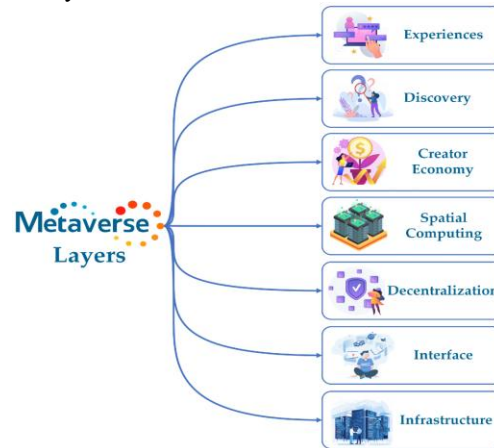 Metaverse
Layers
Experiences
Discovery
Creator
Economy
Spatial
Computing
Decentralization
Interface
Infrastructure